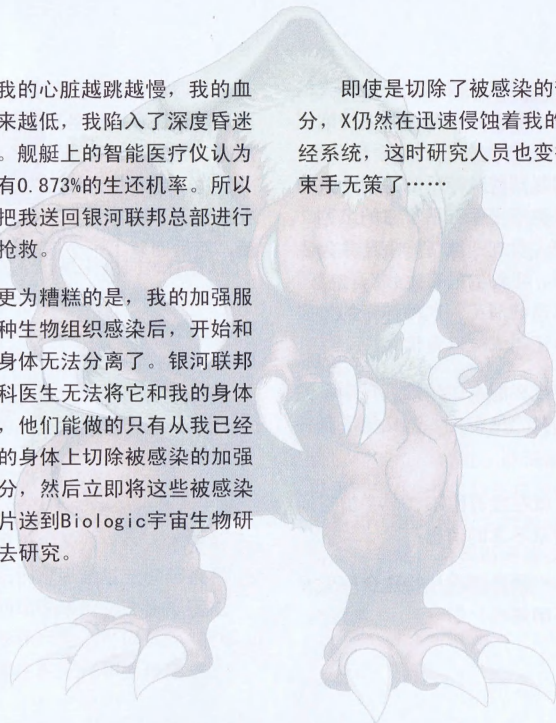 我的心脏越跳越慢，我的血
来越低，我陷入了深度昏迷
。舰艇上的智能医疗仪认为
有0.873%的生还机率。所以
把我送回银河联邦总部进行
抢救。
更为糟糕的是，我的加强服
种生物组织感染后，开始和
身体无法分离了。银河联邦
科医生无法将它和我的身体
，他们能做的只有从我已经
的身体上切除被感染的加强
分，然后立即将这些被感染
片送到Biologic宇宙生物研
去研究。
即使是切除了被感染的
分，X仍然在迅速侵蚀着我的
经系统，这时研究人员也变
束手无策了……